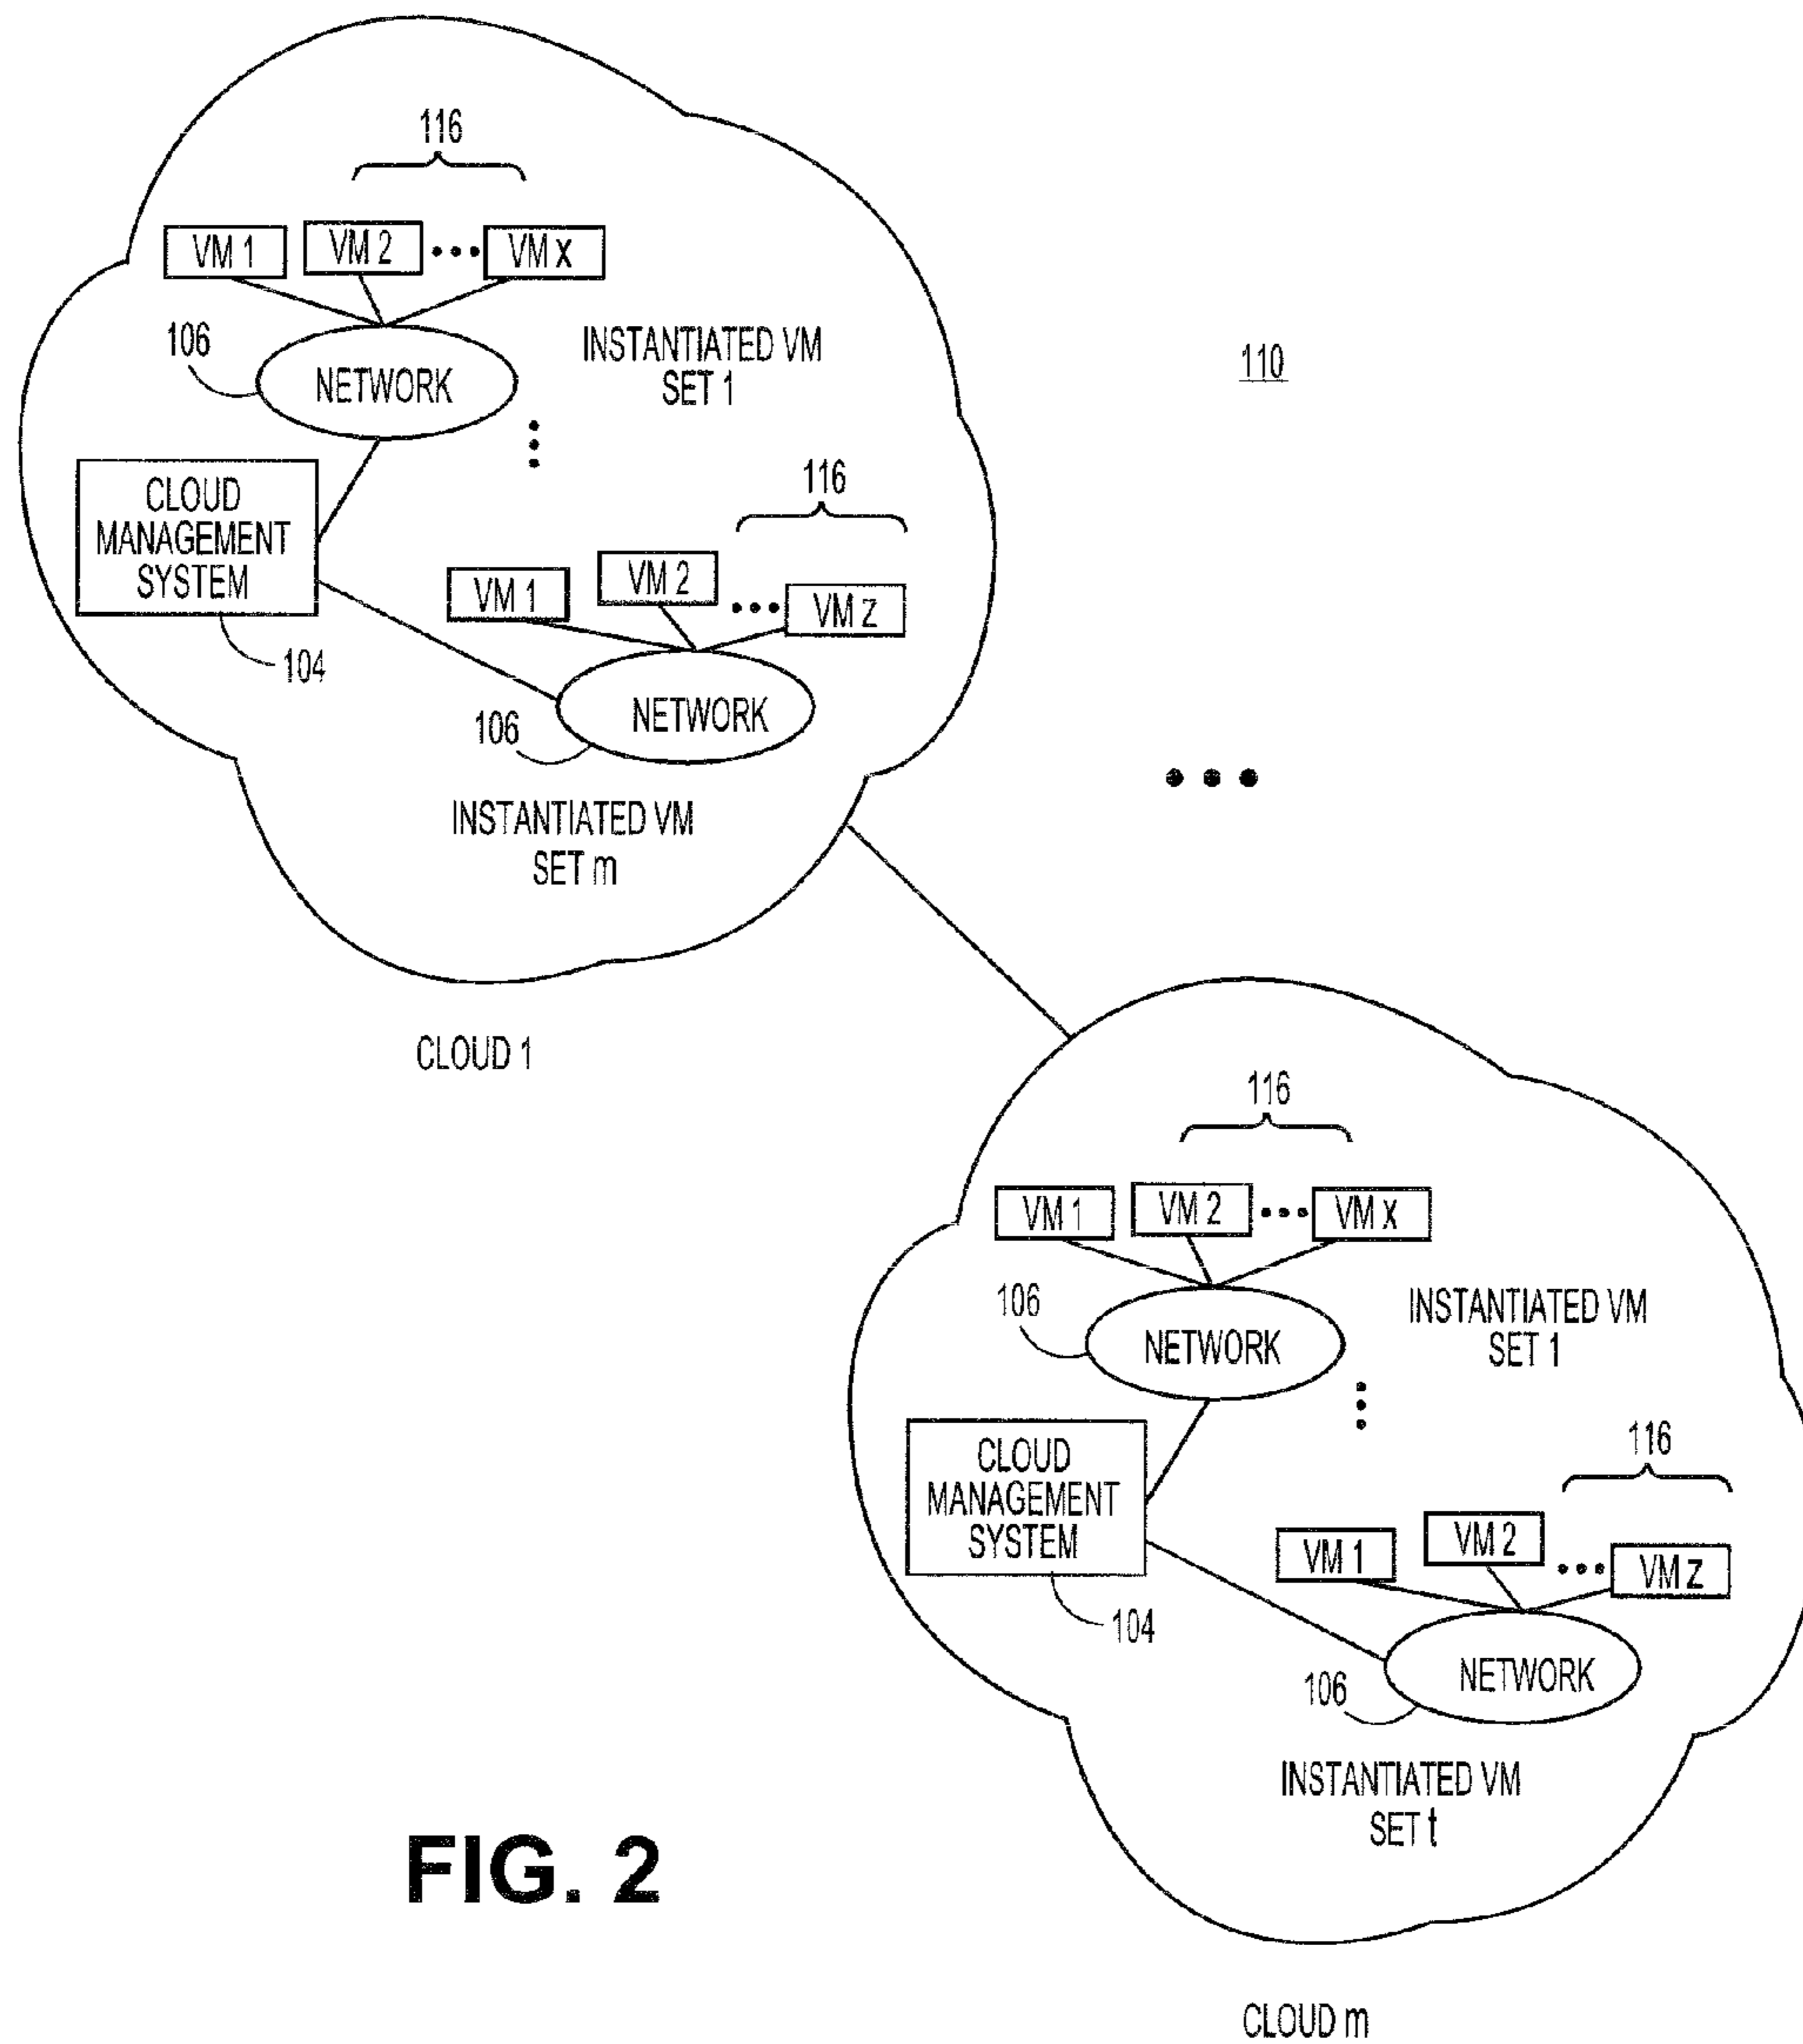 116
VM 1
VM 2
VM x
106
NETWORK
INSTANTIATED VM
SET 1
110
CLOUD
MANAGEMENT
SYSTEM
104
116
VM 1
VM 2
VM z
NETWORK
106
INSTANTIATED VM
SET m
CLOUD 1
116
VM 1
VM 2
VM x
106
NETWORK
INSTANTIATED VM
SET 1
CLOUD
MANAGEMENT
SYSTEM
104
116
VM 1
VM 2
VM z
NETWORK
106
INSTANTIATED VM
SET t
FIG. 2
CLOUD m